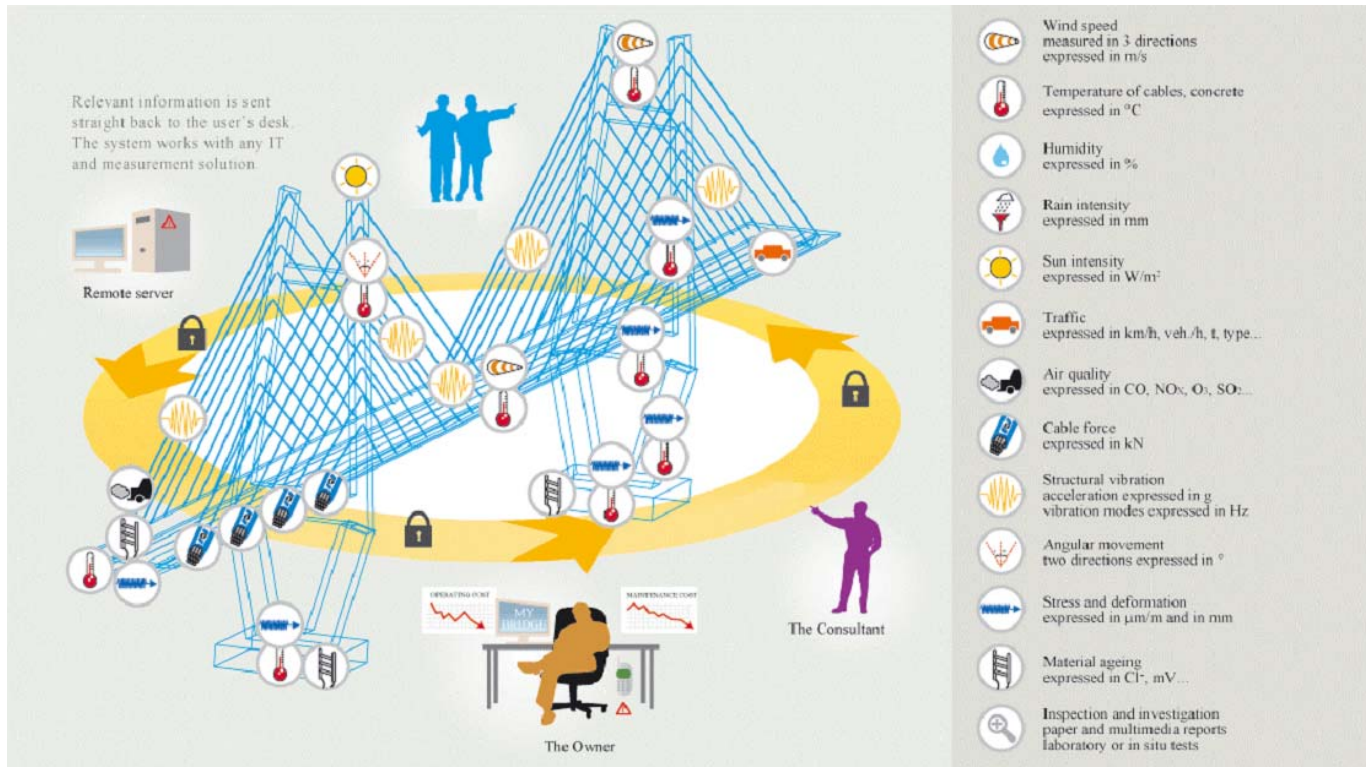 Relevant information is sent
straight back to the user's desk.
The system works with any IT
and measurement solution.
Remote server
OPERATING COST
MY
BRIDGE
MAINTENANCE COST
The Owner
The Consultant
Wind speed
measured in 3 directions
expressed in m/s
Temperature of cables, concrete
expressed in °C
Humidity
expressed in %
Rain intensity
expressed in mm
Sun intensity
expressed in W/m²
Traffic
expressed in km/h, veh./h, t, type...
Air quality
expressed in CO, NOx, O₃, SO₂...
Cable force
expressed in kN
Structural vibration
acceleration expressed in g
vibration modes expressed in Hz
Angular movement
two directions expressed in °
Stress and deformation
expressed in µm/m and in mm
Material ageing
expressed in Cl⁻, mV...
Inspection and investigation
paper and multimedia reports
laboratory or in situ tests